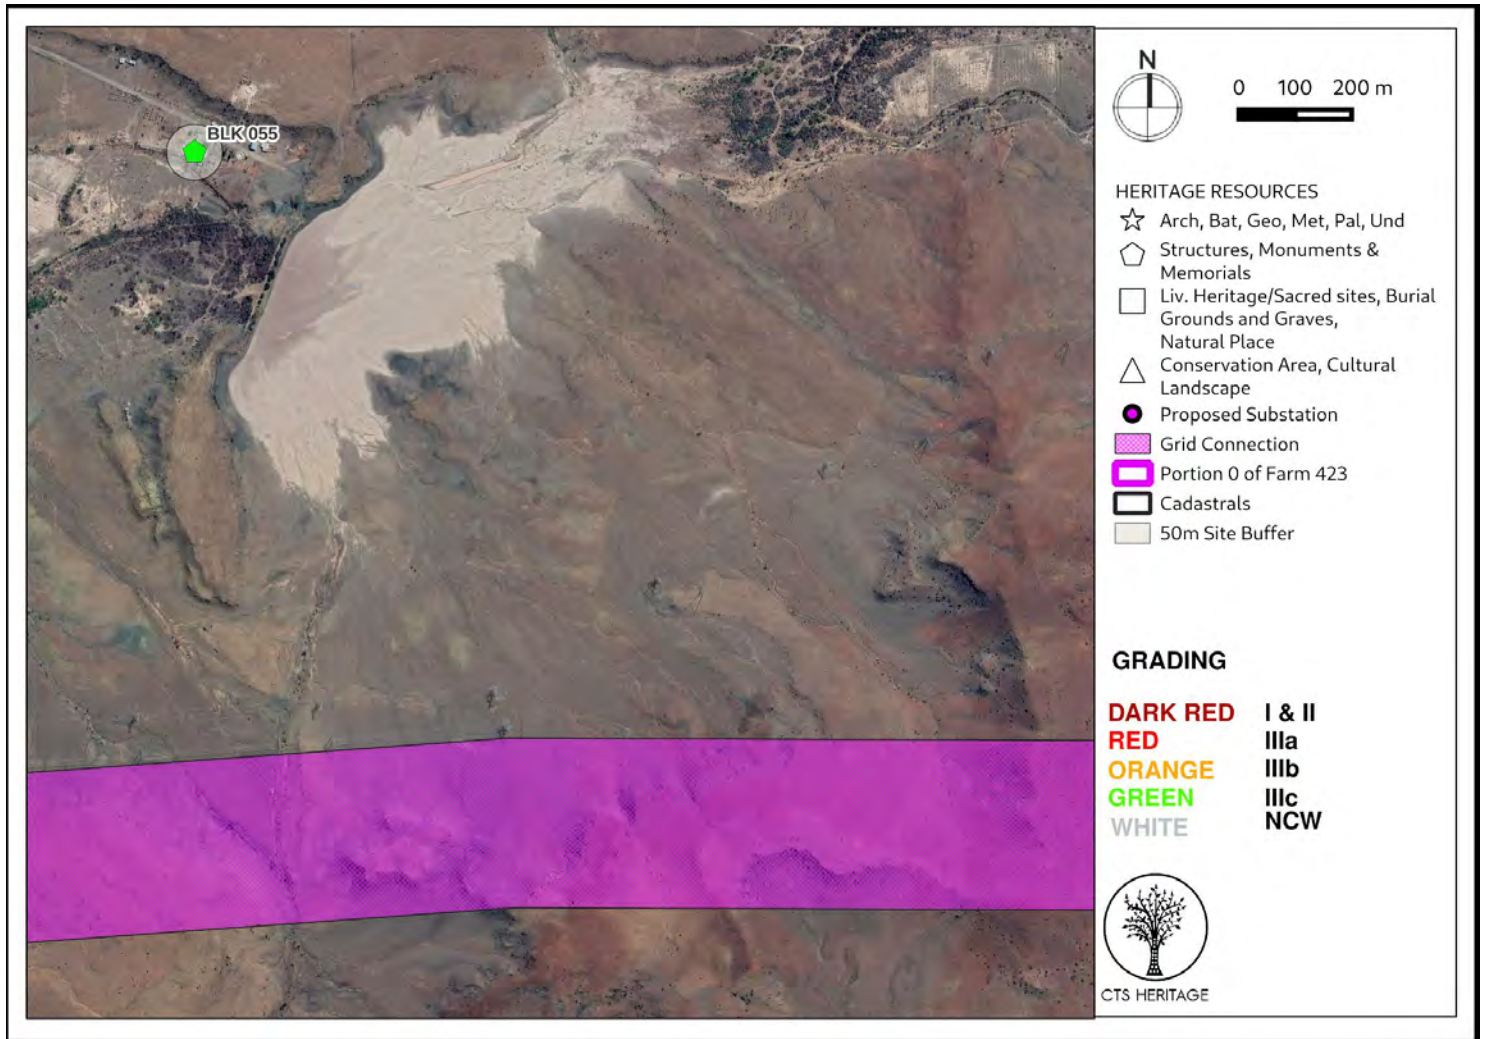 BLK 055
N
0 100 200 m
HERITAGE RESOURCES
Arch, Bat, Geo, Met, Pal, Und
Structures, Monuments &
Memorials
Liv. Heritage/Sacred sites, Burial
Grounds and Graves,
Natural Place
Conservation Area, Cultural
Landscape
Proposed Substation
Grid Connection
Portion 0 of Farm 423
Cadastrals
50m Site Buffer
GRADING
DARK RED I & II
RED IIIa
ORANGE IIIb
GREEN IIIc
WHITE NCW
CTS HERITAGE